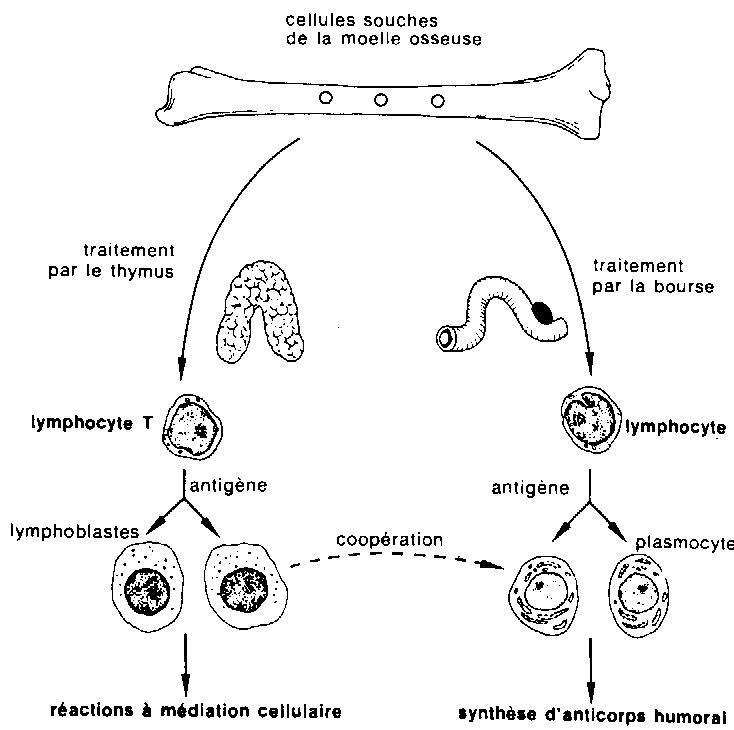 cellules souches
de la moelle osseuse
traitement
par le thymus
traitement
par la bourse
lymphocyte T
lymphocyte
antigène
antigène
lymphoblastes
coopération
plasmocyte
réactions à médiation cellulaire
synthèse d'anticorps humoral